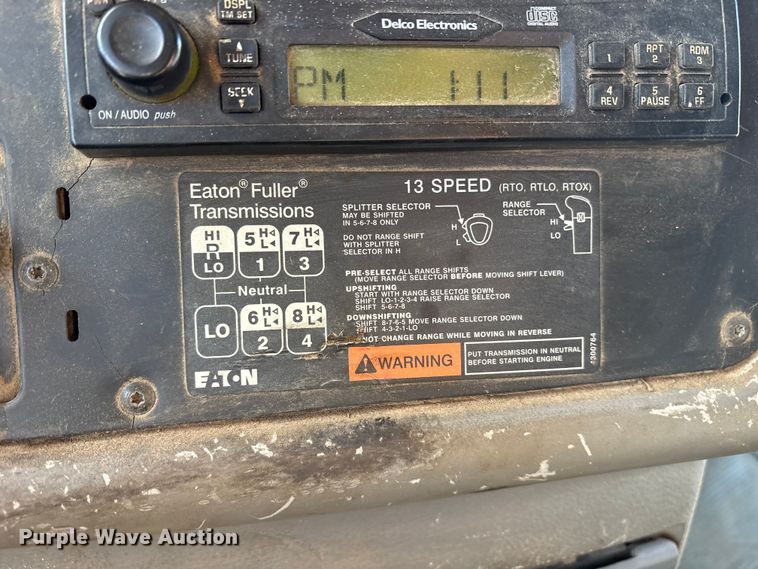 DSPL
TM SET
TUNE
SEEK
ON / AUDIO push
Delco Electronics
COMPACT
disc
DIGITAL AUDIO
PM 1:11
1
RPT
2
RDM
3
4
REV
5
PAUSE
6
FF
Eaton® Fuller®
Transmissions
13 SPEED (RTO, RTLO, RTOX)
SPLITTER SELECTOR
MAY BE SHIFTED
IN 5-6-7-8 ONLY
H
L
DO NOT RANGE SHIFT
WITH SPLITTER
SELECTOR IN H
RANGE
SELECTOR
HI
LO
HI
R
LO
5 H
L
1
7 H
L
3
Neutral
LO
6 H
L
2
8 H
L
4
PRE-SELECT ALL RANGE SHIFTS
(MOVE RANGE SELECTOR BEFORE MOVING SHIFT LEVER)
UPSHIFTING
START WITH RANGE SELECTOR DOWN
SHIFT LO-1-2-3-4 RAISE RANGE SELECTOR
SHIFT 5-6-7-8
DOWNSHIFTING
SHIFT 8-7-6-5 MOVE RANGE SELECTOR DOWN
SHIFT 4-3-2-1-LO
NOT CHANGE RANGE WHILE MOVING IN REVERSE
WARNING
PUT TRANSMISSION IN NEUTRAL
BEFORE STARTING ENGINE
EATON
Purple Wave Auction